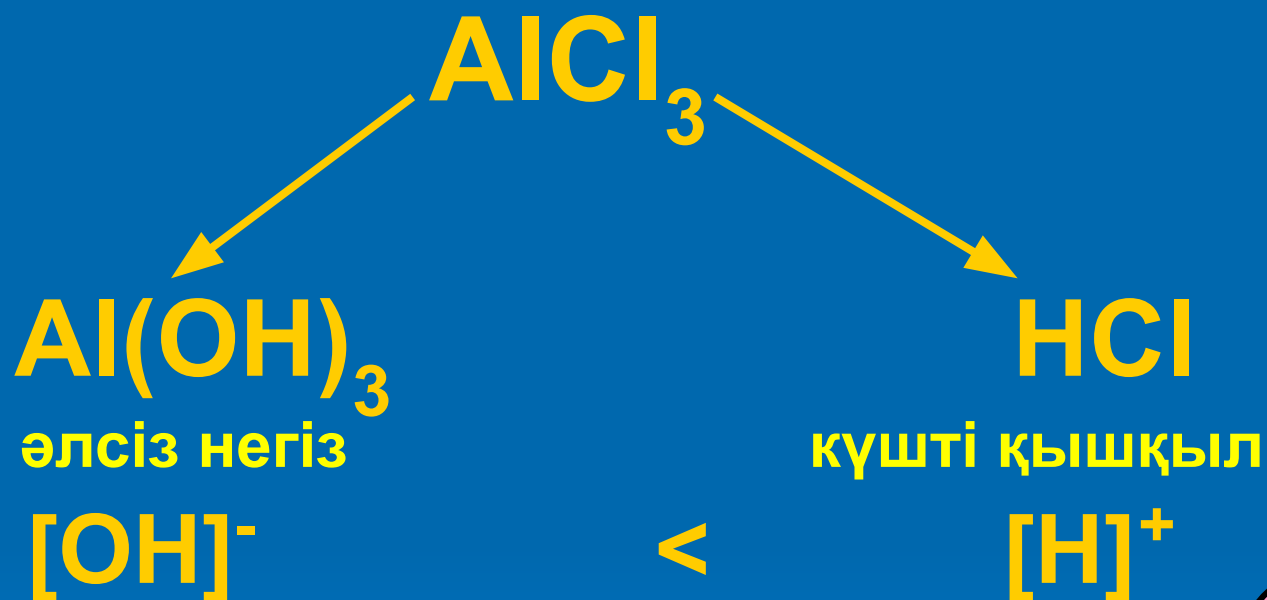 AlCl₃
Al(OH)₃ HCl
әлсіз негіз күшті қышқыл
[OH]⁻ < [H]⁺